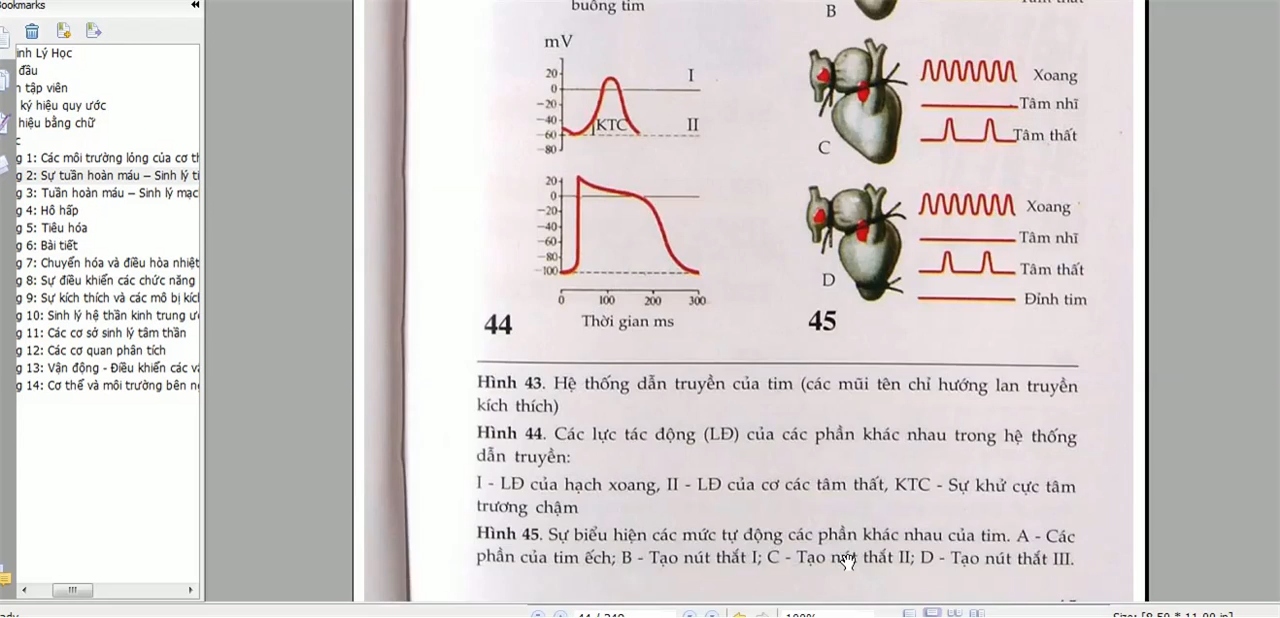 Bookmarks
inh Lý Học
đầu
n tập viên
ký hiệu quy ước
hiệu bằng chữ
c
g 1: Các môi trường lỏng của cơ th
g 2: Sự tuần hoàn máu – Sinh lý ti
g 3: Tuần hoàn máu – Sinh lý mạc
g 4: Hô hấp
g 5: Tiêu hóa
g 6: Bài tiết
g 7: Chuyển hóa và điều hòa nhiệt
g 8: Sự điều khiển các chức năng
g 9: Sự kích thích và các mô bị kíc
g 10: Sinh lý hệ thần kinh trung ư
g 11: Các cơ sở sinh lý tâm thần
g 12: Các cơ quan phân tích
g 13: Vận động - Điều khiển các v
g 14: Cơ thể và môi trường bên n
buồng tim
mV
20
0
-20
-40
-60
-80
I
KTC
II
20
0
-20
-40
-60
-80
-100
0 100 200 300
44 Thời gian ms
B
Tâm thất
C
Xoang
Tâm nhĩ
Tâm thất
D
Xoang
Tâm nhĩ
Tâm thất
Đỉnh tim
45
Hình 43. Hệ thống dẫn truyền của tim (các mũi tên chỉ hướng lan truyền
kích thích)
Hình 44. Các lực tác động (LĐ) của các phần khác nhau trong hệ thống
dẫn truyền:
I - LĐ của hạch xoang, II - LĐ của cơ các tâm thất, KTC - Sự khử cực tâm
trương chậm
Hình 45. Sự biểu hiện các mức tự động các phần khác nhau của tim. A - Các
phần của tim ếch; B - Tạo nút thắt I; C - Tạo nút thắt II; D - Tạo nút thắt III.